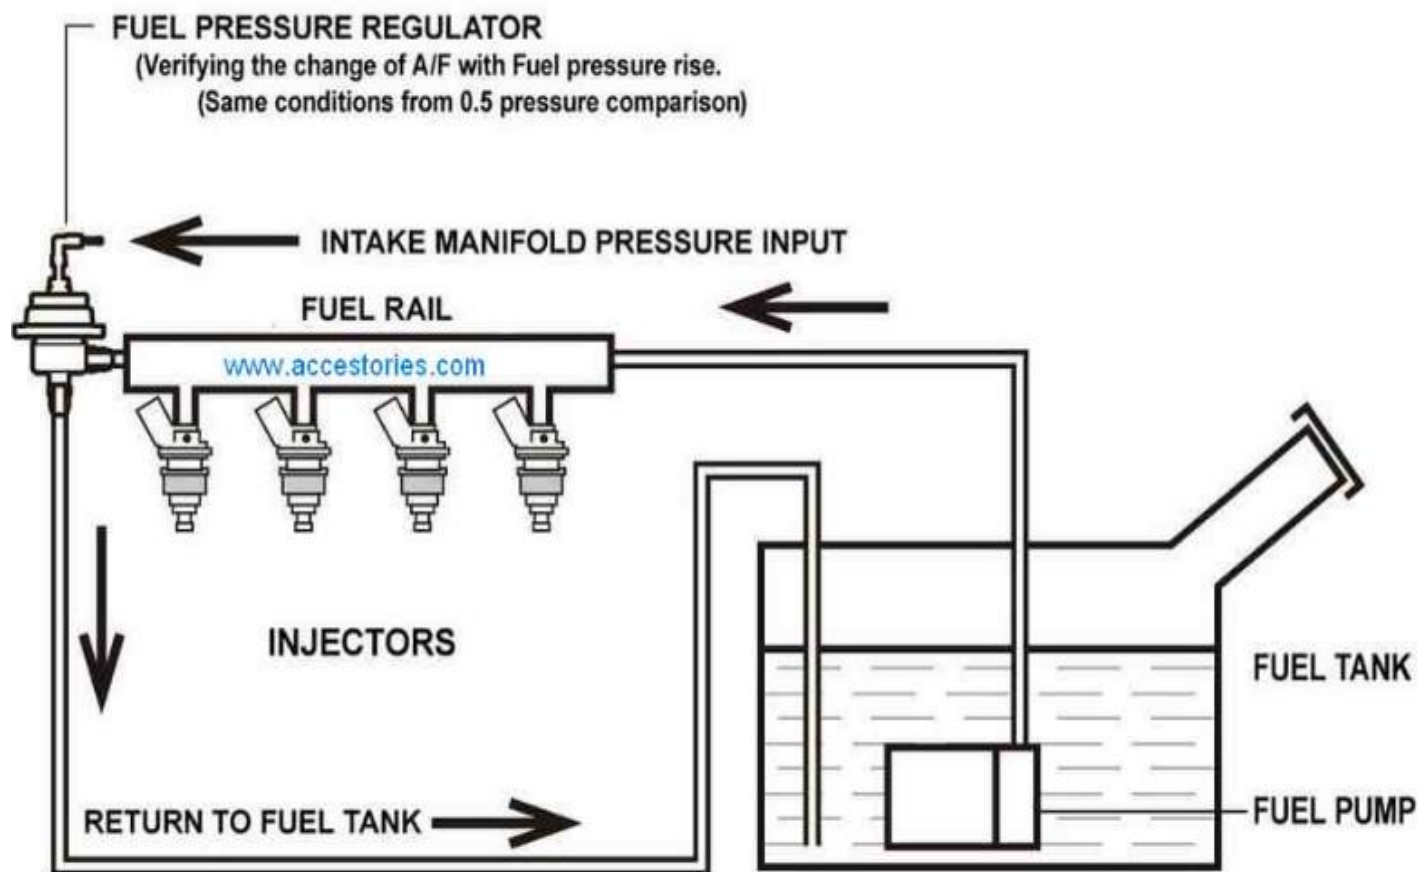 FUEL PRESSURE REGULATOR
(Verifying the change of A/F with Fuel pressure rise.
(Same conditions from 0.5 pressure comparison)
INTAKE MANIFOLD PRESSURE INPUT
FUEL RAIL
www.accestories.com
INJECTORS
FUEL TANK
FUEL PUMP
RETURN TO FUEL TANK